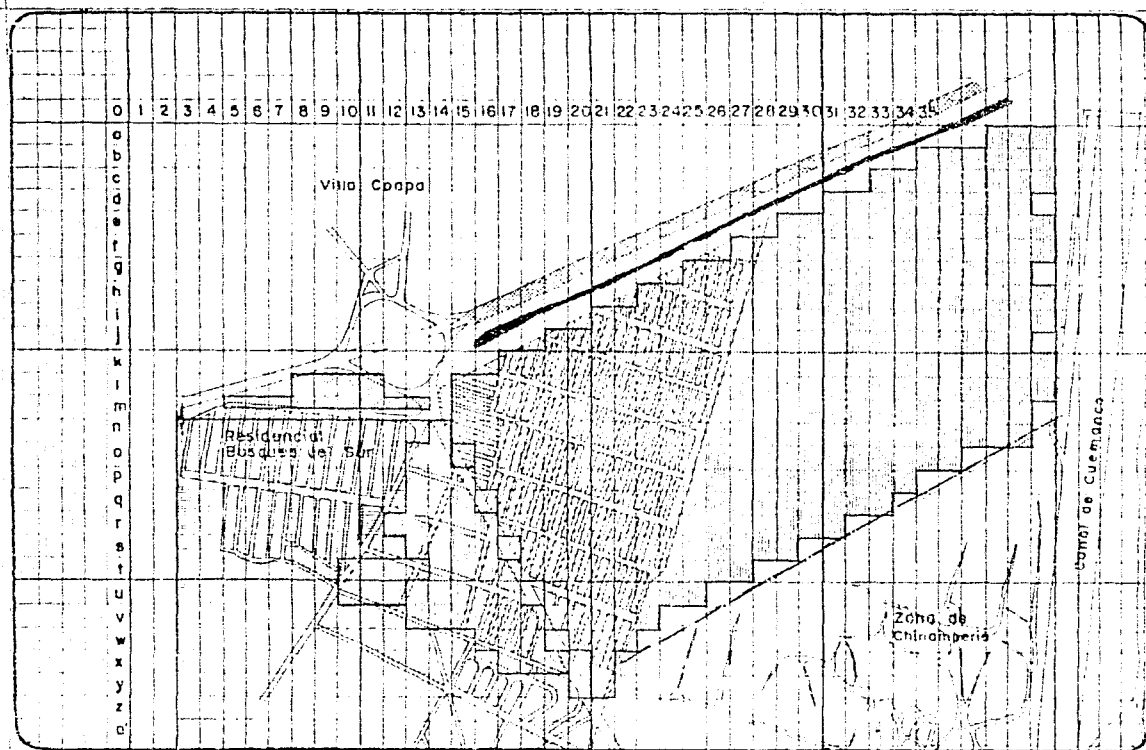 0 1 2 3 4 5 6 7 8 9 10 11 12 13 14 15 16 17 18 19 20 21 22 23 24 25 26 27 28 29 30 31 32 33 34 35
a
b
c
d
e
f
g
h
i
j
k
l
m
n
o
p
q
r
s
t
u
v
w
x
y
z
Villa Coapa
Residencial
Bosques del Sur
Canal de Cuemanco
Zona de
Chinamperia